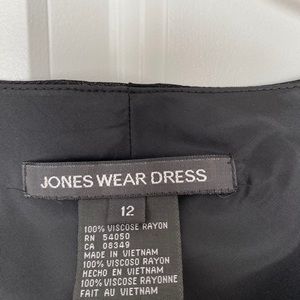 JONES WEAR DRESS
12
100% VISCOSE RAYON
RN 54050
CA 08349
MADE IN VIETNAM
100% VISCOSO RAYON
HECHO EN VIETNAM
100% VISCOSE RAYONNE
FAIT AU VIETNAM